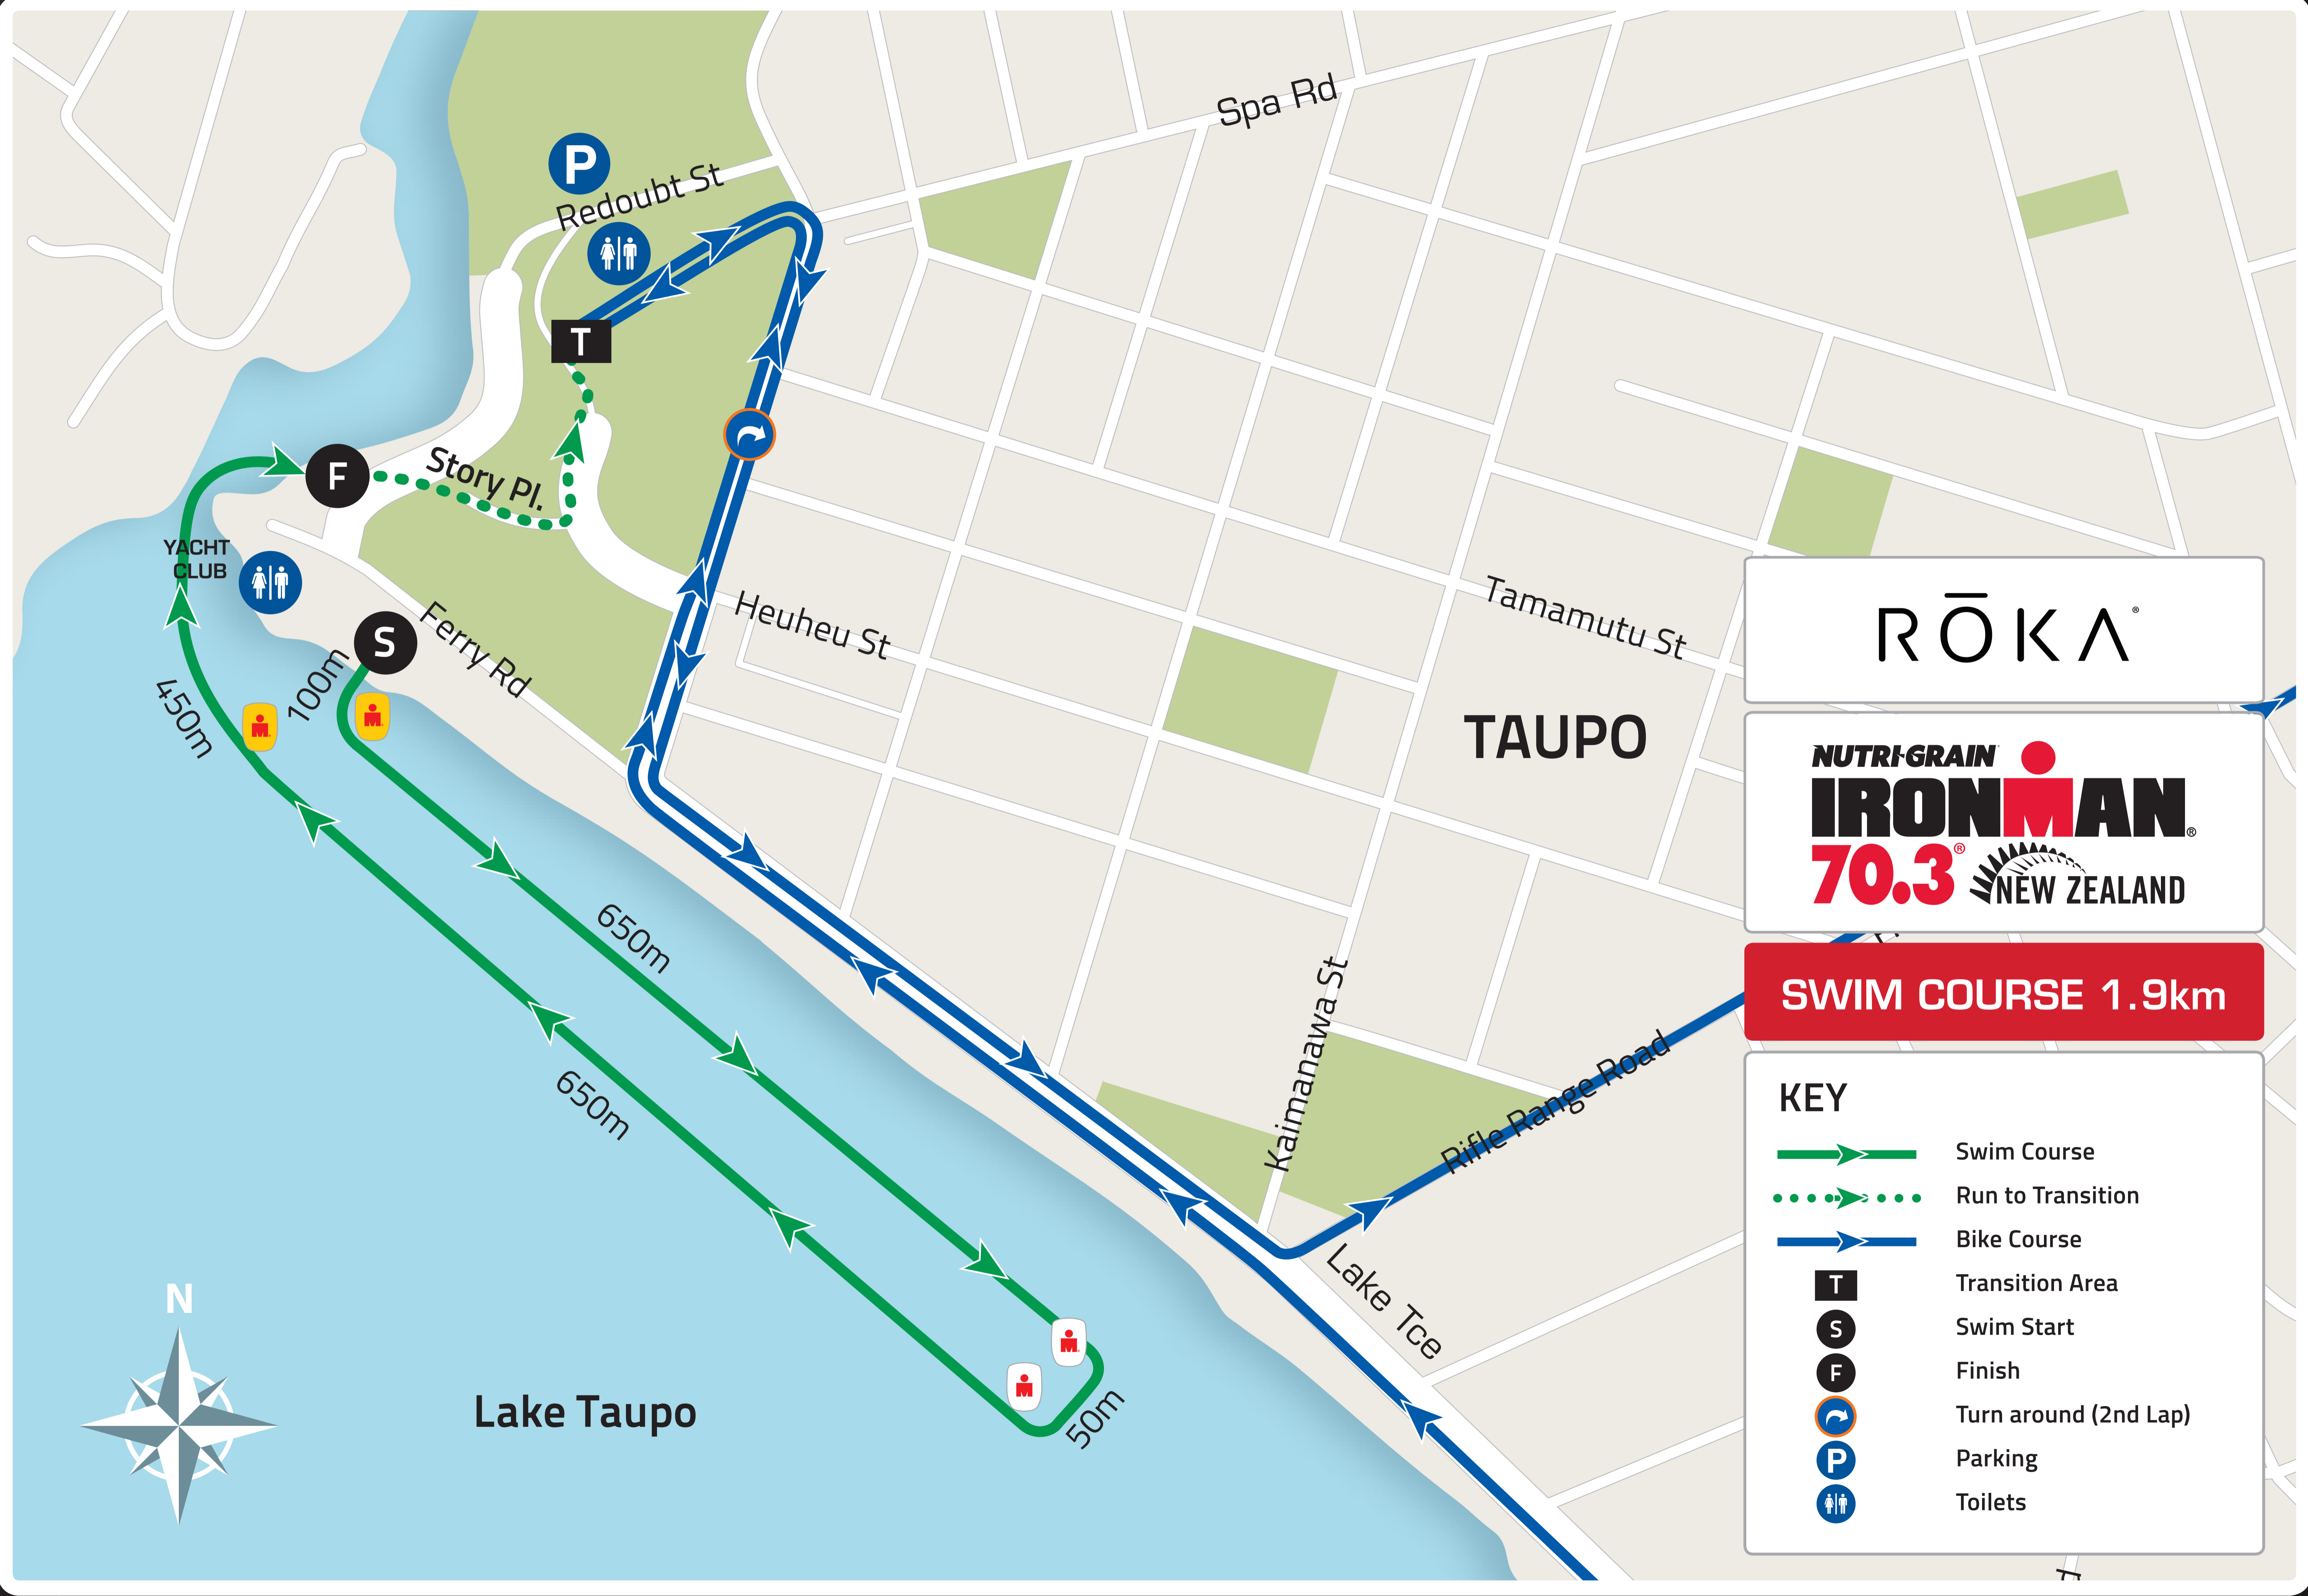 Spa Rd
P
Redoubt St
T
F
Story Pl.
YACHT
CLUB
S
Ferry Rd
Heuheu St
Tamamutu St
TAUPO
100m
450m
650m
650m
50m
Kaimanawa St
Rifle Range Road
Lake Tce
Lake Taupo
N
RŌKA®
NUTRI-GRAIN
IRONMAN®
70.3® NEW ZEALAND
SWIM COURSE 1.9km
KEY
Swim Course
Run to Transition
Bike Course
T Transition Area
S Swim Start
F Finish
Turn around (2nd Lap)
P Parking
Toilets